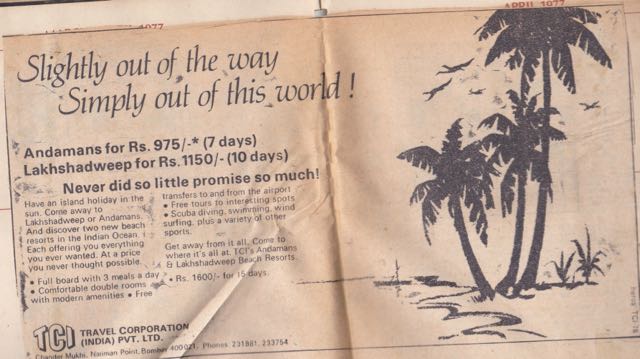 APRIL 1977
Slightly out of the way
Simply out of this world !
Andamans for Rs. 975/-* (7 days)
Lakhshadweep for Rs.1150/- (10 days)
Never did so little promise so much!
Have an island holiday in the
sun. Come away to
Lakhshadweep or Andamans.
And discover two new beach
resorts in the Indian Ocean.
Each offering you everything
you ever wanted. At a price
you never thought possible.
• Full board with 3 meals a day
• Comfortable double rooms
with modern amenities • Free
transfers to and from the airport
• Free tours to interesting spots
• Scuba diving, swimming, wind
surfing, plus a variety of other
sports.
Get away from it all. Come to
where it's all at. TCI's Andamans
& Lakhshadweep Beach Resorts.
• Rs. 1600/- for 15 days.
TCI TRAVEL CORPORATION
(INDIA) PVT. LTD.
Chander Mukhi, Nariman Point, Bombay 400021. Phones 231881, 233754